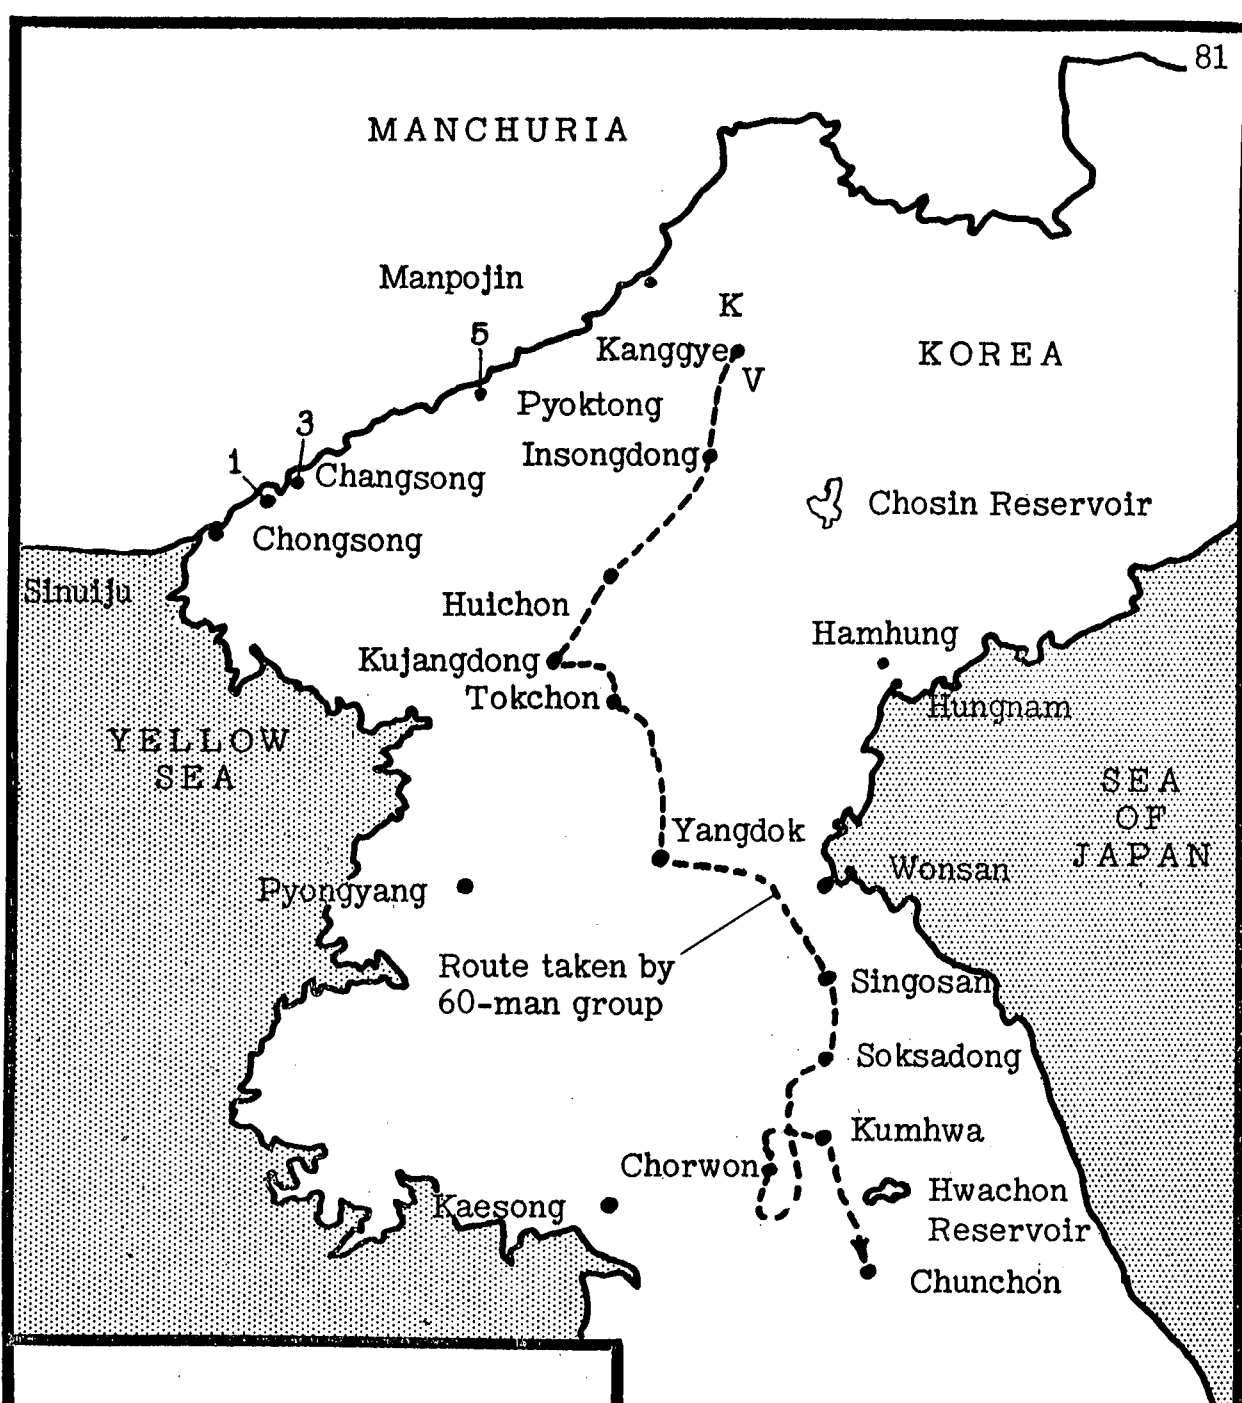 81
MANCHURIA
Manpojin
K
5
Kanggye
KOREA
V
Pyoktong
3
1
Insongdong
Changsong
Chosin Reservoir
Chongsong
Sinuiju
Huichon
Hamhung
Kujangdong
Tokchon
Hungnam
YELLOW
SEA
SEA
OF
JAPAN
Yangdok
Wonsan
Pyongyang
Route taken by
60-man group
Singosan
Soksadong
Kumhwa
Chorwon
Kaesong
Hwachon
Reservoir
Chunchon